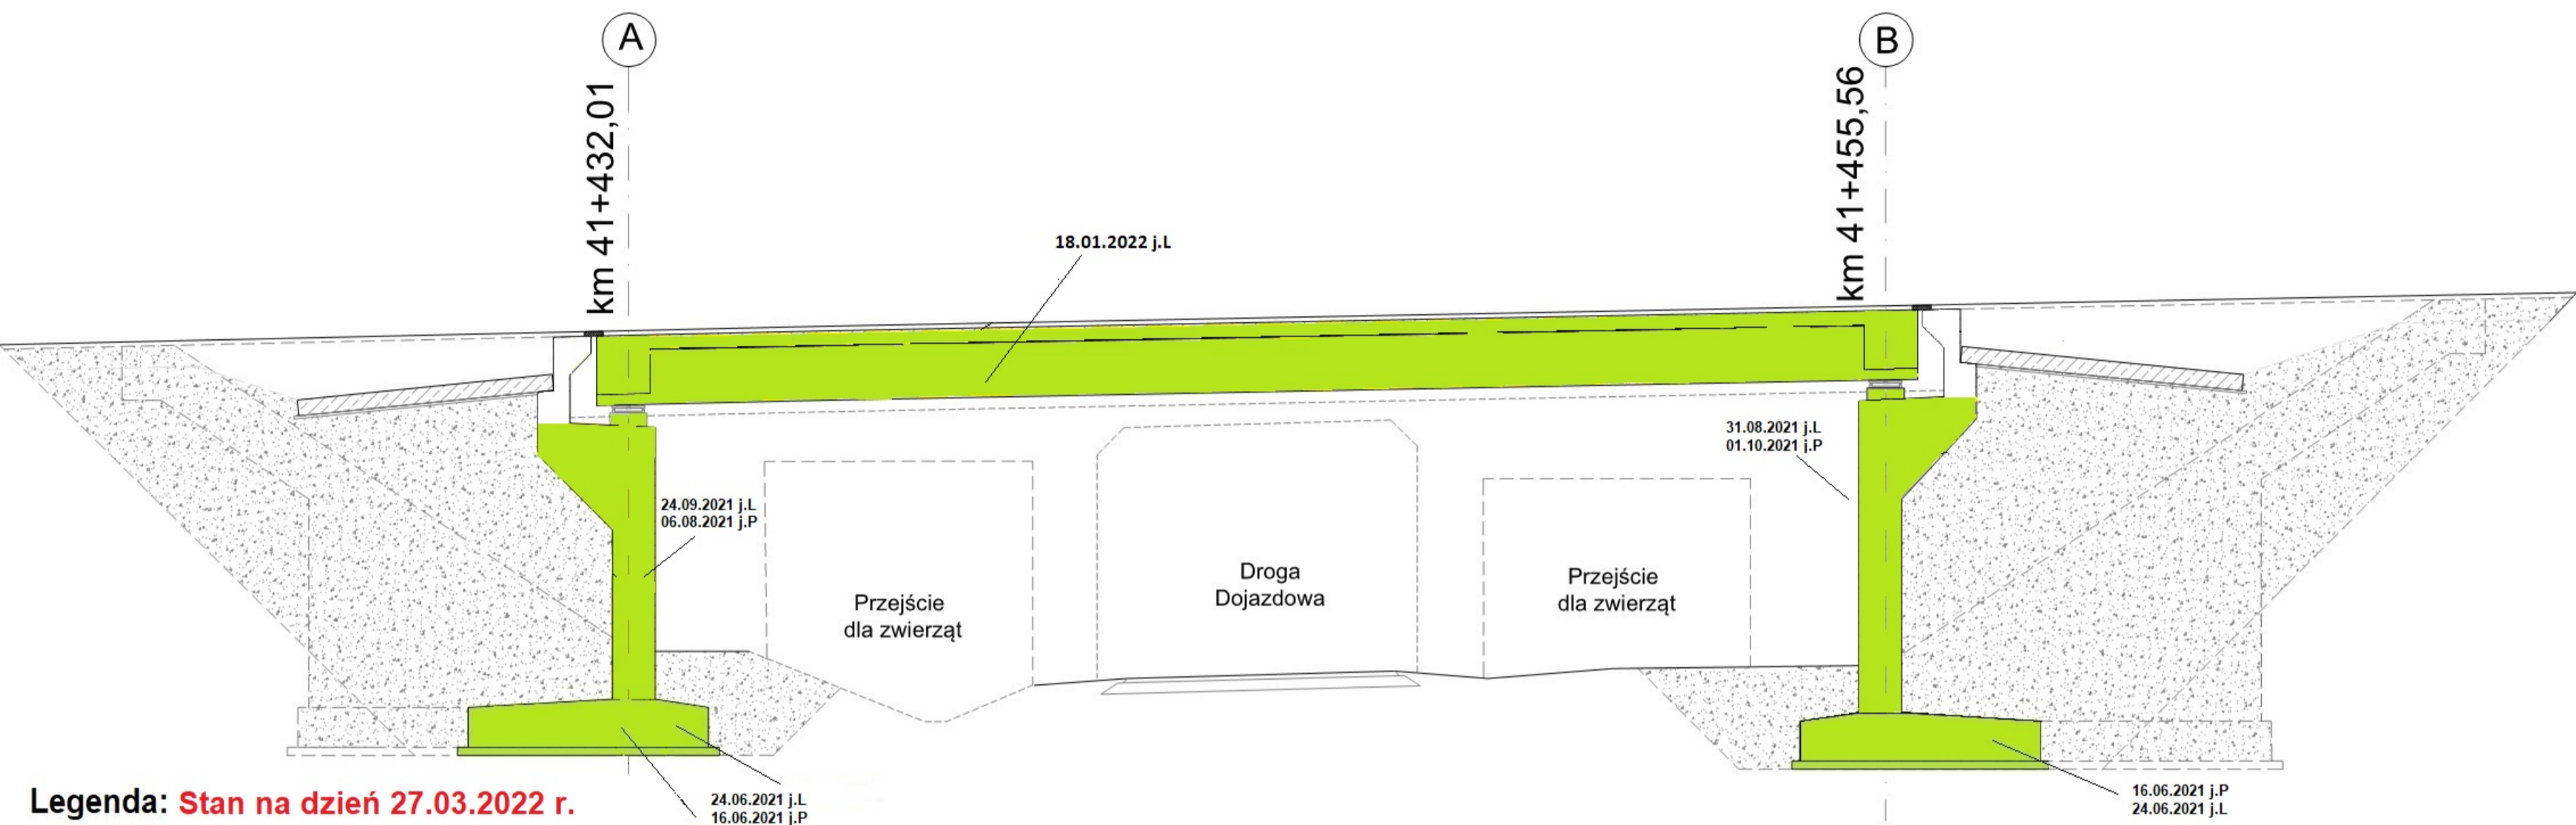 A
B
km 41+432,01
km 41+455,56
18.01.2022 j.L
31.08.2021 j.L
01.10.2021 j.P
24.09.2021 j.L
06.08.2021 j.P
Przejście
dla zwierząt
Droga
Dojazdowa
Przejście
dla zwierząt
24.06.2021 j.L
16.06.2021 j.P
16.06.2021 j.P
24.06.2021 j.L
Legenda: Stan na dzień 27.03.2022 r.